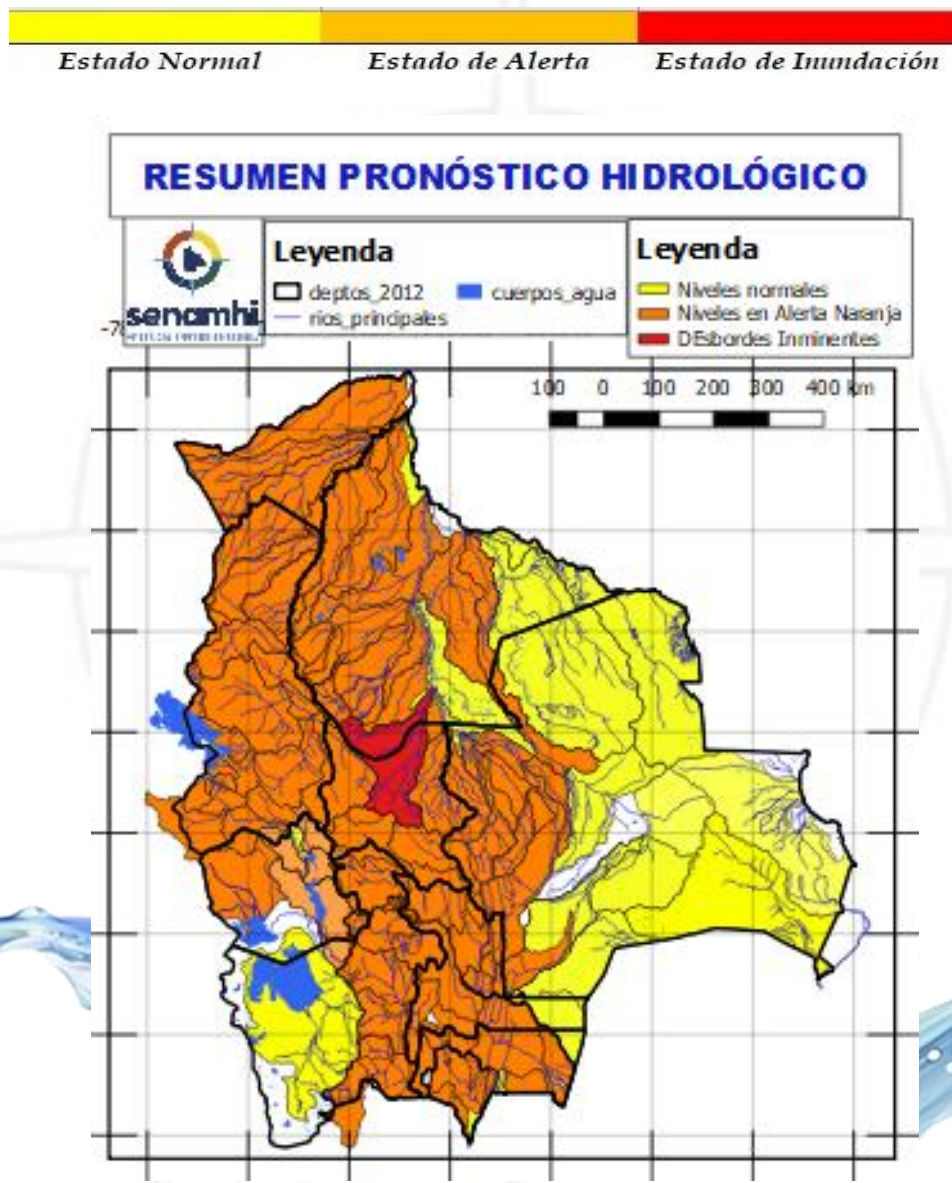 Estado Normal Estado de Alerta Estado de Inundación
RESUMEN PRONÓSTICO HIDROLÓGICO
senamhi
Leyenda
deptos_2012 cuerpos_agua
rios_principales
Leyenda
Niveles normales
Niveles en Alerta Naranja
DEsbordes Inminentes
100 0 100 200 300 400 km